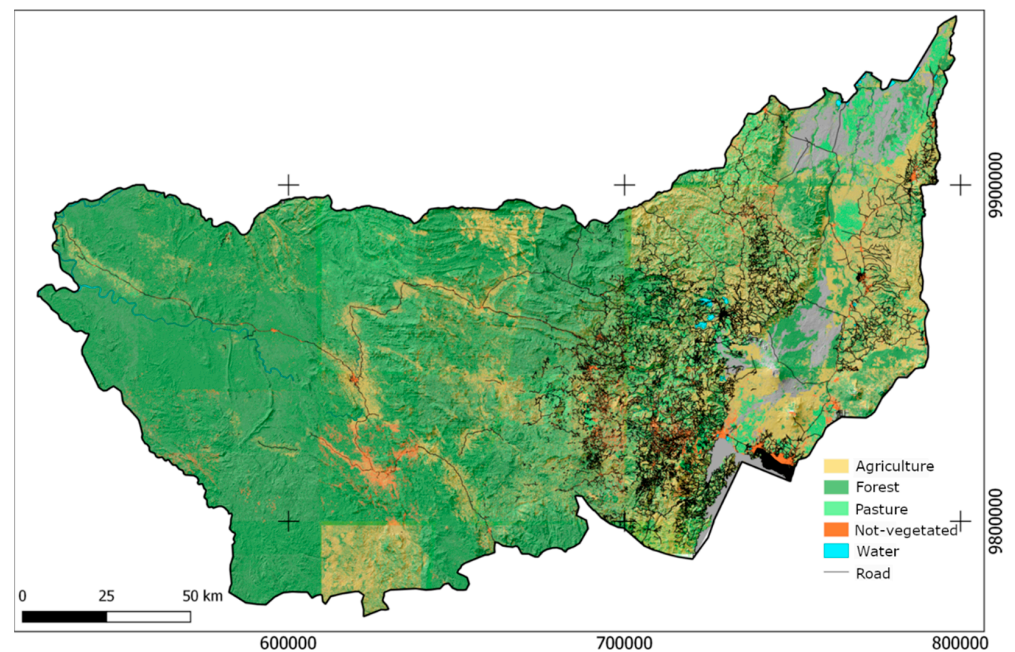 9900000
Agriculture
Forest
Pasture
9800000
Not-vegetated
Water
Road
0 25 50 km
600000 700000 800000